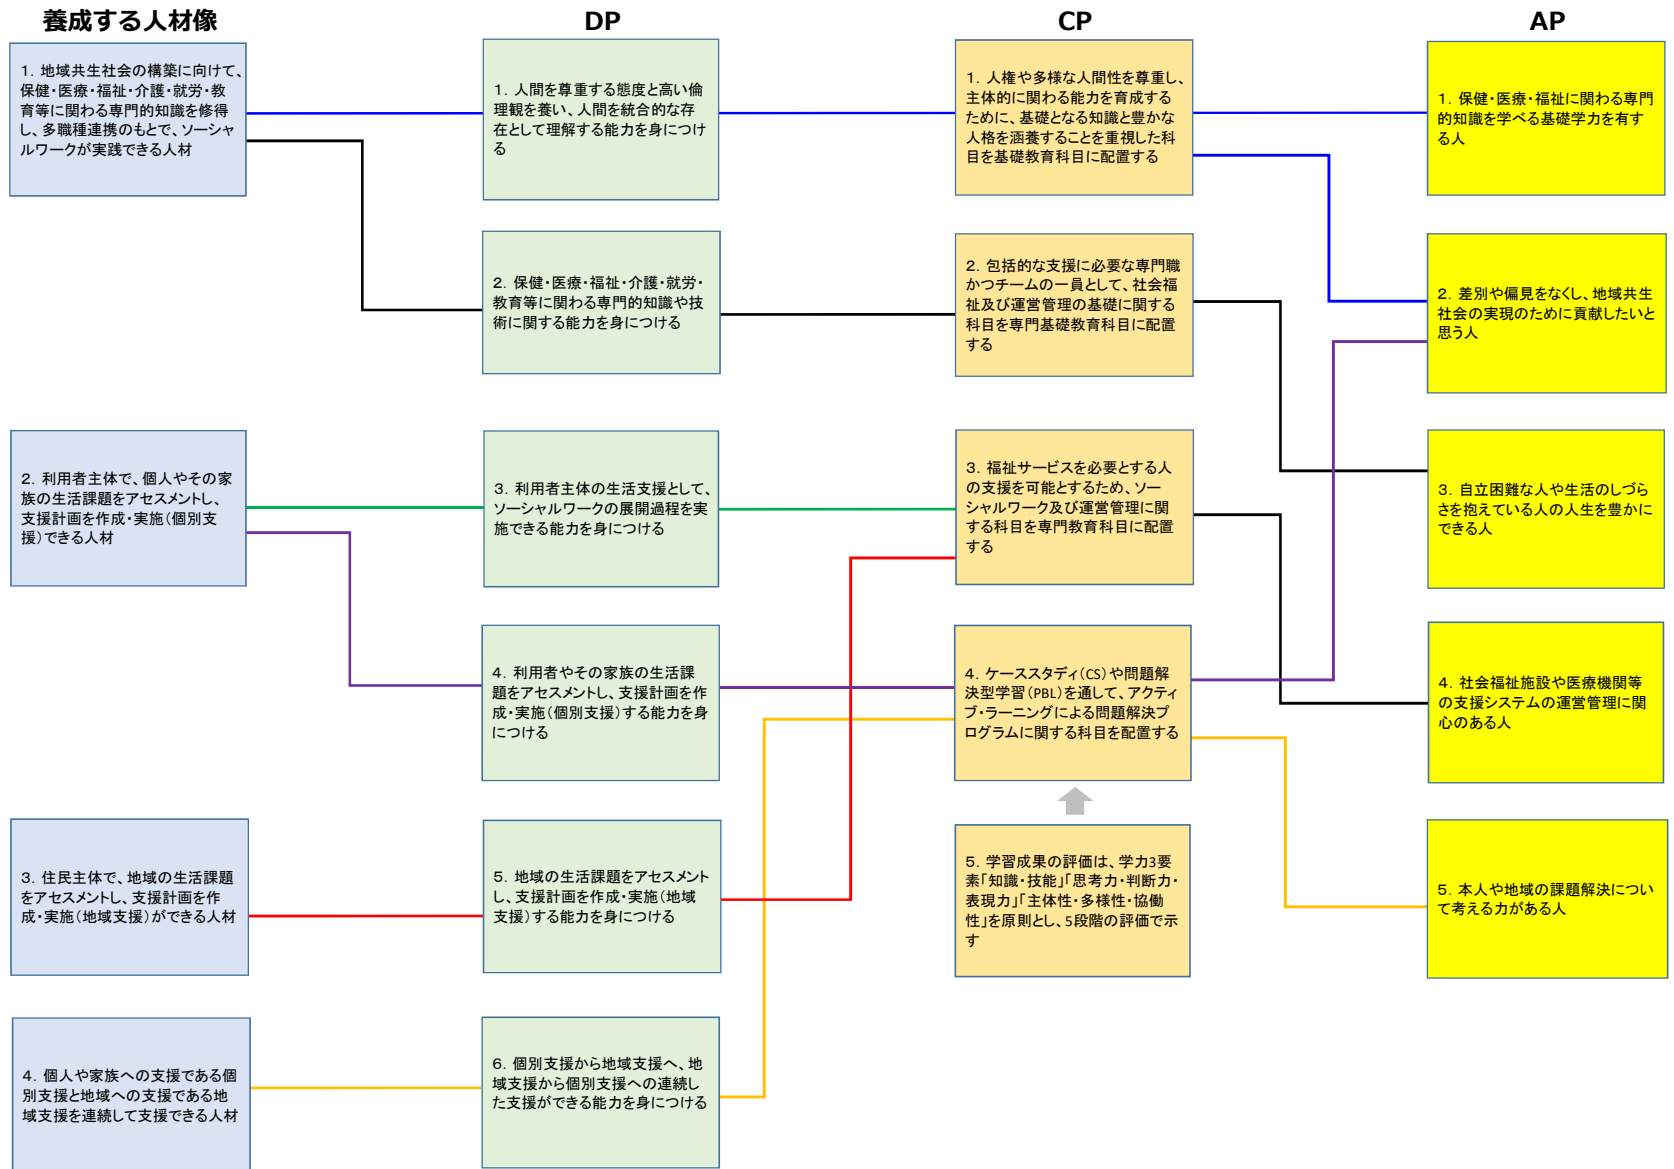 養成する人材像
1．地域共生社会の構築に向けて、
保健・医療・福祉・介護・就労・教
育等に関わる専門的知識を修得
し、多職種連携のもとで、ソーシャ
ルワークが実践できる人材
2．利用者主体で、個人やその家
族の生活課題をアセスメントし、
支援計画を作成・実施（個別支
援）できる人材
3．住民主体で、地域の生活課題
をアセスメントし、支援計画を作
成・実施（地域支援）ができる人材
4．個人や家族への支援である個
別支援と地域への支援である地
域支援を連続して支援できる人材
DP
1．人間を尊重する態度と高い倫
理観を養い、人間を統合的な存
在として理解する能力を身につけ
る
2．保健・医療・福祉・介護・就労・
教育等に関わる専門的知識や技
術に関する能力を身につける
3．利用者主体の生活支援として、
ソーシャルワークの展開過程を実
施できる能力を身につける
4．利用者やその家族の生活課
題をアセスメントし、支援計画を作
成・実施（個別支援）する能力を身
につける
5．地域の生活課題をアセスメント
し、支援計画を作成・実施（地域
支援）する能力を身につける
6．個別支援から地域支援へ、地
域支援から個別支援への連続し
た支援ができる能力を身につける
CP
1．人権や多様な人間性を尊重し、
主体的に関わる能力を育成する
ために、基礎となる知識と豊かな
人格を涵養することを重視した科
目を基礎教育科目に配置する
2．包括的な支援に必要な専門職
かつチームの一員として、社会福
祉及び運営管理の基礎に関する
科目を専門基礎教育科目に配置
する
3．福祉サービスを必要とする人
の支援を可能とするため、ソー
シャルワーク及び運営管理に関
する科目を専門教育科目に配置
する
4．ケーススタディ（CS）や問題解
決型学習（PBL）を通して、アクティ
ブ・ラーニングによる問題解決プ
ログラムに関する科目を配置する
5．学習成果の評価は、学力3要
素「知識・技能」「思考力・判断力・
表現力」「主体性・多様性・協働
性」を原則とし、5段階の評価で示
す
AP
1．保健・医療・福祉に関わる専門
的知識を学べる基礎学力を有す
る人
2．差別や偏見をなくし、地域共生
社会の実現のために貢献したいと
思う人
3．自立困難な人や生活のしづら
さを抱えている人の人生を豊かに
できる人
4．社会福祉施設や医療機関等
の支援システムの運営管理に関
心のある人
5．本人や地域の課題解決につい
て考える力がある人